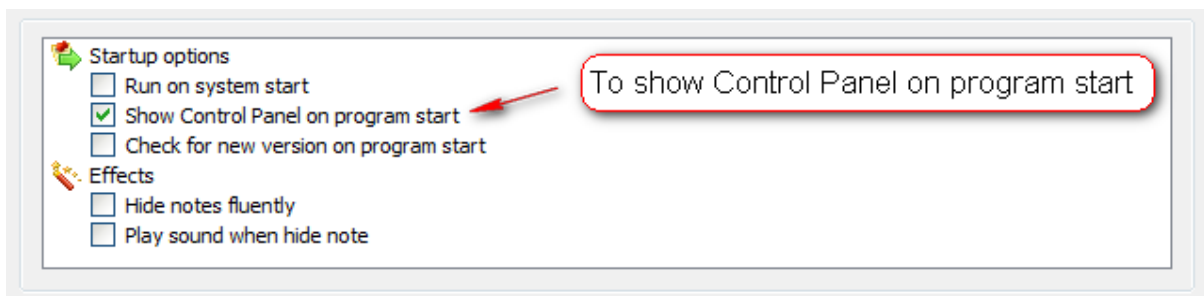 Startup options
Run on system start
Show Control Panel on program start
To show Control Panel on program start
Check for new version on program start
Effects
Hide notes fluently
Play sound when hide note